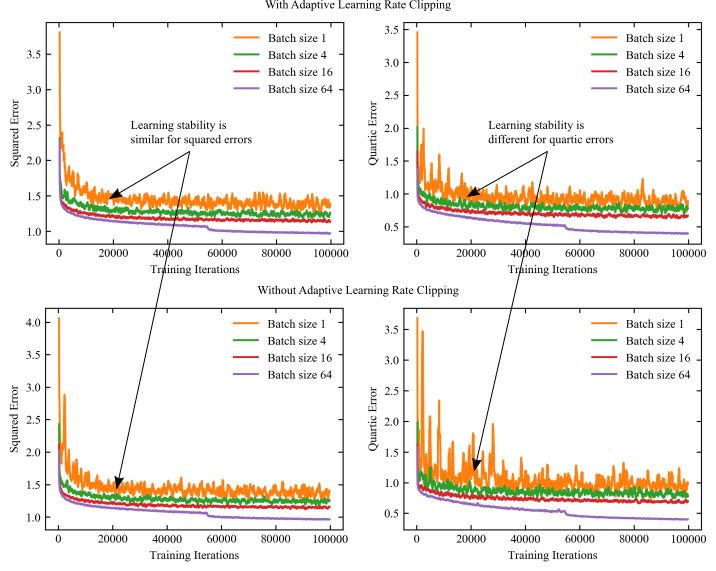 With Adaptive Learning Rate Clipping
Squared Error
3.5
3.0
2.5
2.0
1.5
1.0
Batch size 1
Batch size 4
Batch size 16
Batch size 64
Learning stability is
similar for squared errors
0 20000 40000 60000 80000 100000
Training Iterations
Quartic Error
3.5
3.0
2.5
2.0
1.5
1.0
0.5
Batch size 1
Batch size 4
Batch size 16
Batch size 64
Learning stability is
different for quartic errors
0 20000 40000 60000 80000 100000
Training Iterations
Without Adaptive Learning Rate Clipping
Squared Error
4.0
3.5
3.0
2.5
2.0
1.5
1.0
Batch size 1
Batch size 4
Batch size 16
Batch size 64
0 20000 40000 60000 80000 100000
Training Iterations
Quartic Error
3.5
3.0
2.5
2.0
1.5
1.0
0.5
Batch size 1
Batch size 4
Batch size 16
Batch size 64
0 20000 40000 60000 80000 100000
Training Iterations